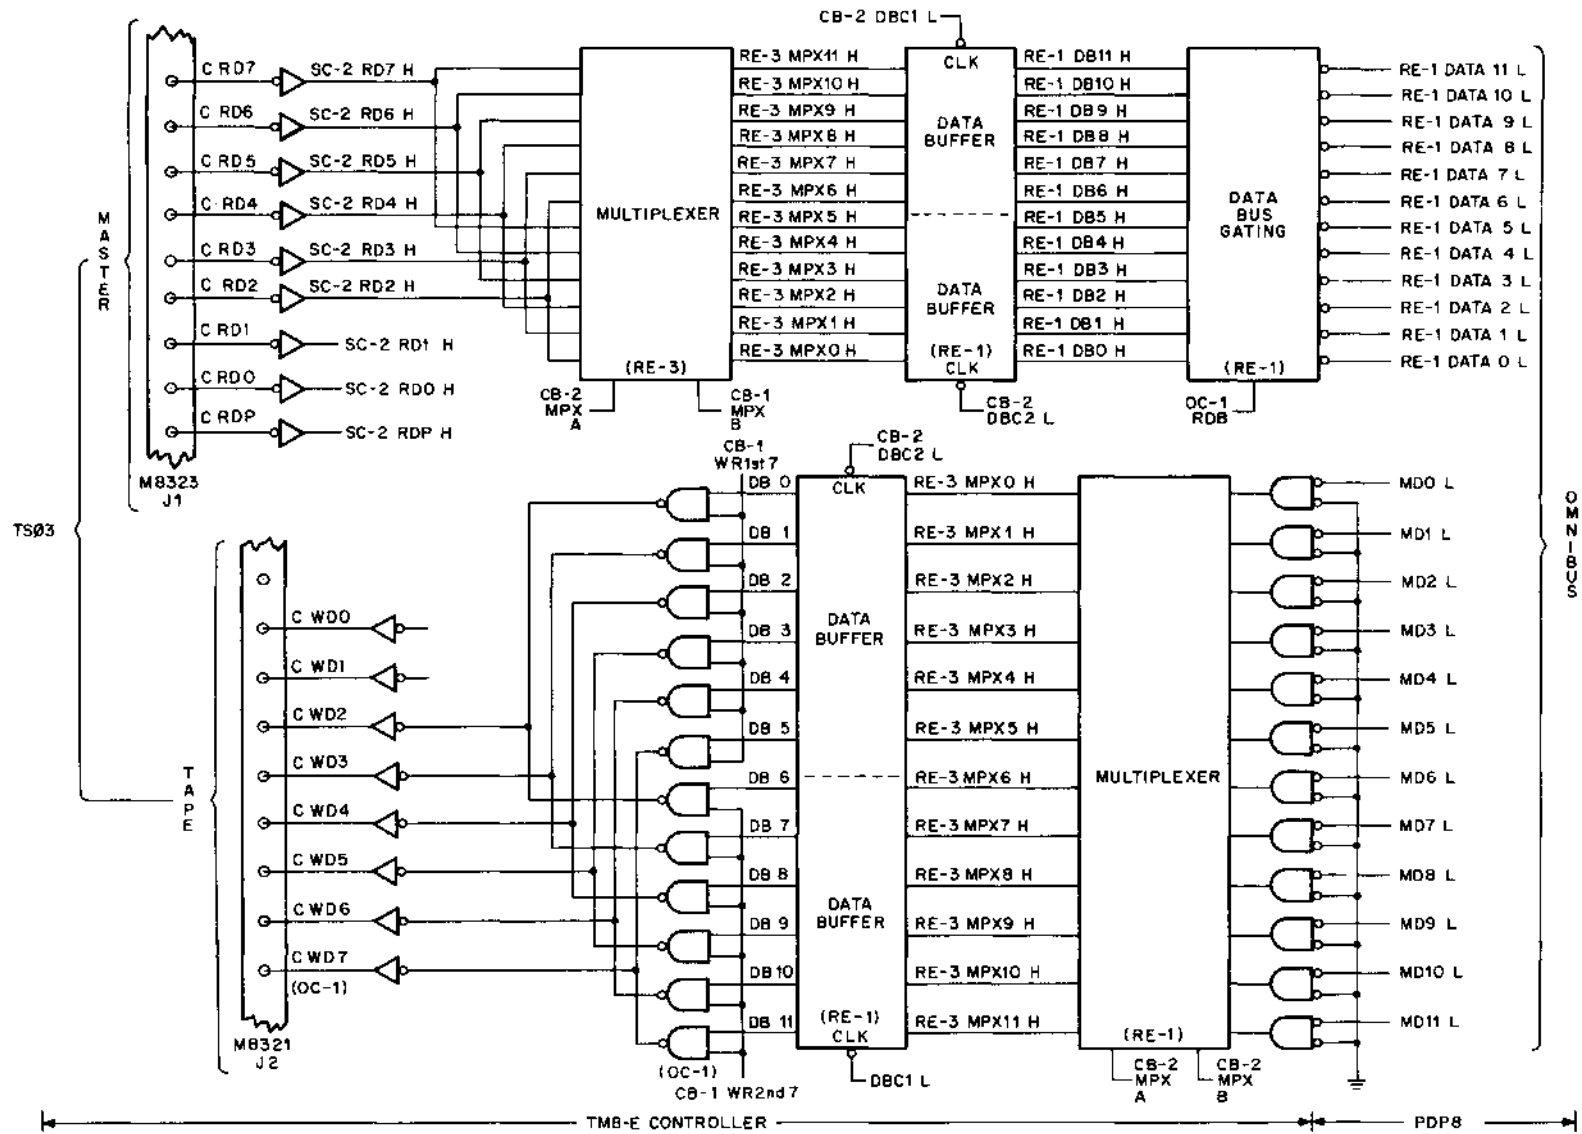 CB-2 DBC1 L
C RD7
SC-2 RD7 H
C RD6
SC-2 RD6 H
C RD5
SC-2 RD5 H
C RD4
SC-2 RD4 H
C RD3
SC-2 RD3 H
C RD2
SC-2 RD2 H
C RD1
SC-2 RD1 H
C RD0
SC-2 RD0 H
C RDP
SC-2 RDP H
MASTER
M8323
J1
MULTIPLEXER
(RE-3)
CB-2
MPX
A
CB-1
MPX
B
RE-3 MPX11 H
RE-3 MPX10 H
RE-3 MPX9 H
RE-3 MPX8 H
RE-3 MPX7 H
RE-3 MPX6 H
RE-3 MPX5 H
RE-3 MPX4 H
RE-3 MPX3 H
RE-3 MPX2 H
RE-3 MPX1 H
RE-3 MPX0 H
CLK
DATA
BUFFER
DATA
BUFFER
(RE-1)
CLK
CB-2
DBC2 L
RE-1 DB11 H
RE-1 DB10 H
RE-1 DB9 H
RE-1 DB8 H
RE-1 DB7 H
RE-1 DB6 H
RE-1 DB5 H
RE-1 DB4 H
RE-1 DB3 H
RE-1 DB2 H
RE-1 DB1 H
RE-1 DB0 H
DATA
BUS
GATING
(RE-1)
OC-1
RDB
RE-1 DATA 11 L
RE-1 DATA 10 L
RE-1 DATA 9 L
RE-1 DATA 8 L
RE-1 DATA 7 L
RE-1 DATA 6 L
RE-1 DATA 5 L
RE-1 DATA 4 L
RE-1 DATA 3 L
RE-1 DATA 2 L
RE-1 DATA 1 L
RE-1 DATA 0 L
OMNIBUS
TSØ3
TAPE
C WD0
C WD1
C WD2
C WD3
C WD4
C WD5
C WD6
C WD7
(OC-1)
M8321
J2
CB-1
WR1st7
DB 0
DB 1
DB 2
DB 3
DB 4
DB 5
DB 6
DB 7
DB 8
DB 9
DB 10
DB 11
(OC-1)
CB-1 WR2nd7
CB-2
DBC2 L
CLK
DATA
BUFFER
DATA
BUFFER
(RE-1)
CLK
DBC1 L
RE-3 MPX0 H
RE-3 MPX1 H
RE-3 MPX2 H
RE-3 MPX3 H
RE-3 MPX4 H
RE-3 MPX5 H
RE-3 MPX6 H
RE-3 MPX7 H
RE-3 MPX8 H
RE-3 MPX9 H
RE-3 MPX10 H
RE-3 MPX11 H
MULTIPLEXER
(RE-1)
CB-2
MPX
A
CB-2
MPX
B
MD0 L
MD1 L
MD2 L
MD3 L
MD4 L
MD5 L
MD6 L
MD7 L
MD8 L
MD9 L
MD10 L
MD11 L
TM8-E CONTROLLER
PDP8